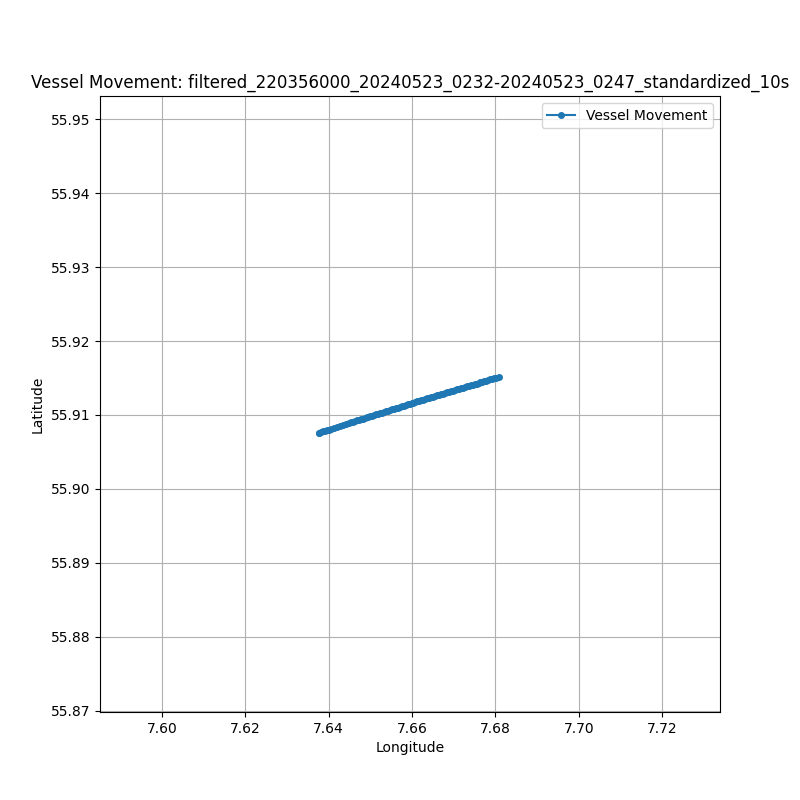 Vessel Movement: filtered_220356000_20240523_0232-20240523_0247_standardized_10s
Vessel Movement
55.95
55.94
55.93
55.92
55.91
55.90
55.89
55.88
55.87
Latitude
7.60 7.62 7.64 7.66 7.68 7.70 7.72
Longitude